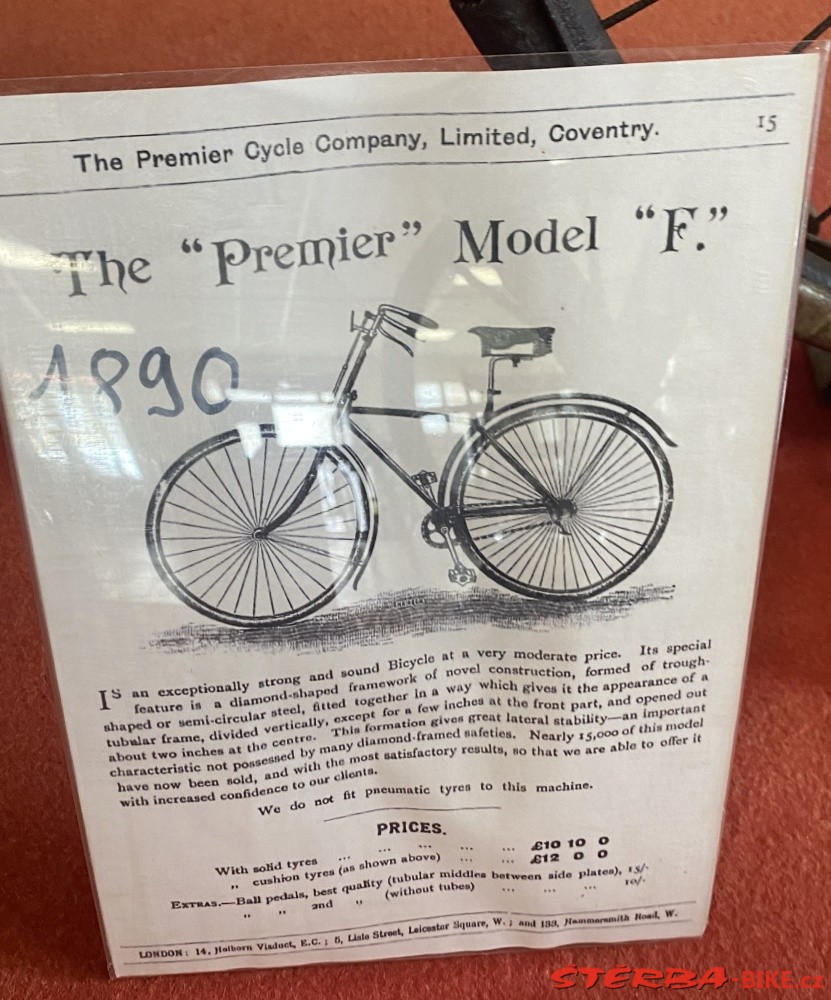 The Premier Cycle Company, Limited, Coventry. 15
The "Premier" Model "F."
1890
IS an exceptionally strong and sound Bicycle at a very moderate price. Its special
feature is a diamond-shaped framework of novel construction, formed of trough-
shaped or semi-circular steel, fitted together in a way which gives it the appearance of a
tubular frame, divided vertically, except for a few inches at the front part, and opened out
about two inches at the centre. This formation gives great lateral stability—an important
characteristic not possessed by many diamond-framed safeties. Nearly 15,000 of this model
have now been sold, and with the most satisfactory results, so that we are able to offer it
with increased confidence to our clients.
We do not fit pneumatic tyres to this machine.
PRICES.
With solid tyres ... ... ... ... ... £10 10 0
„ cushion tyres (as shown above) ... ... £12 0 0
EXTRAS.—Ball pedals, best quality (tubular middles between side plates), 15/-
„ „ 2nd „ (without tubes) ... ... ... 10/-
LONDON: 14, Holborn Viaduct, E.C.; 5, Lisle Street, Leicester Square, W.; and 133, Hammersmith Road, W.
STERBA-BIKE.cz